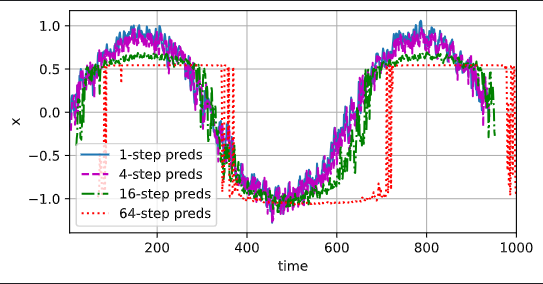 1.0
0.5
0.0
−0.5
−1.0
x
1-step preds
4-step preds
16-step preds
64-step preds
200
400
600
800
1000
time